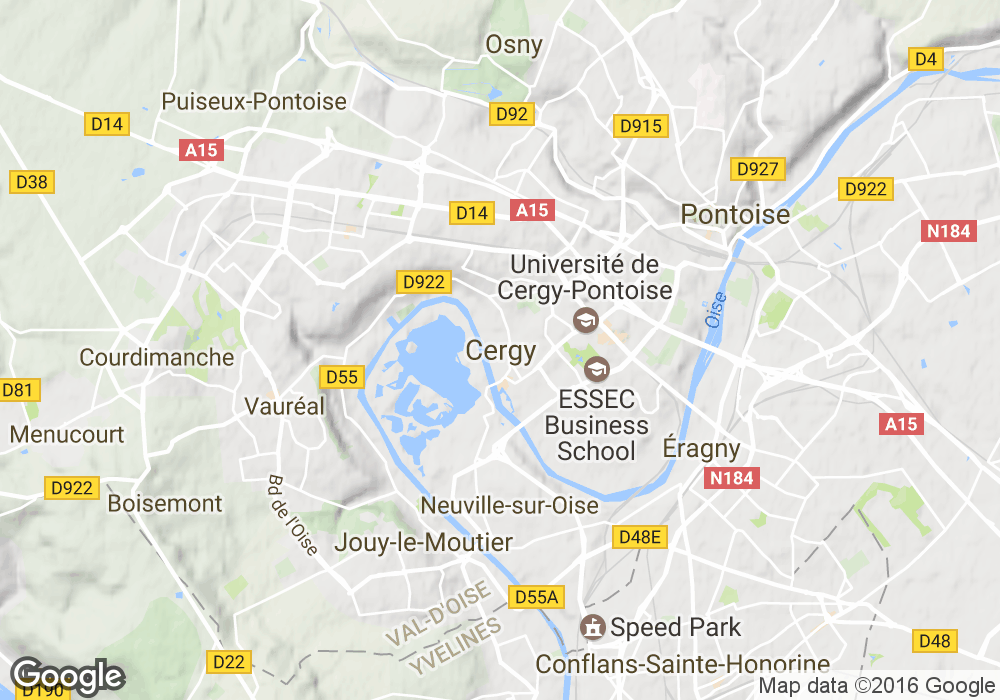 Osny
D4
Puiseux-Pontoise
D92
D14
D915
A15
D927
D38
D922
D14
A15
Pontoise
N184
Université de
Cergy-Pontoise
D922
Oise
Cergy
Courdimanche
D55
D81
ESSEC
Business
School
Vauréal
A15
Menucourt
Éragny
N184
D922
Boisemont
Bd de l'Oise
Neuville-sur-Oise
D48E
Jouy-le-Moutier
VAL-D'OISE
YVELINES
D55A
Speed Park
D48
D22
Conflans-Sainte-Honorine
Google
D190
Map data ©2016 Google